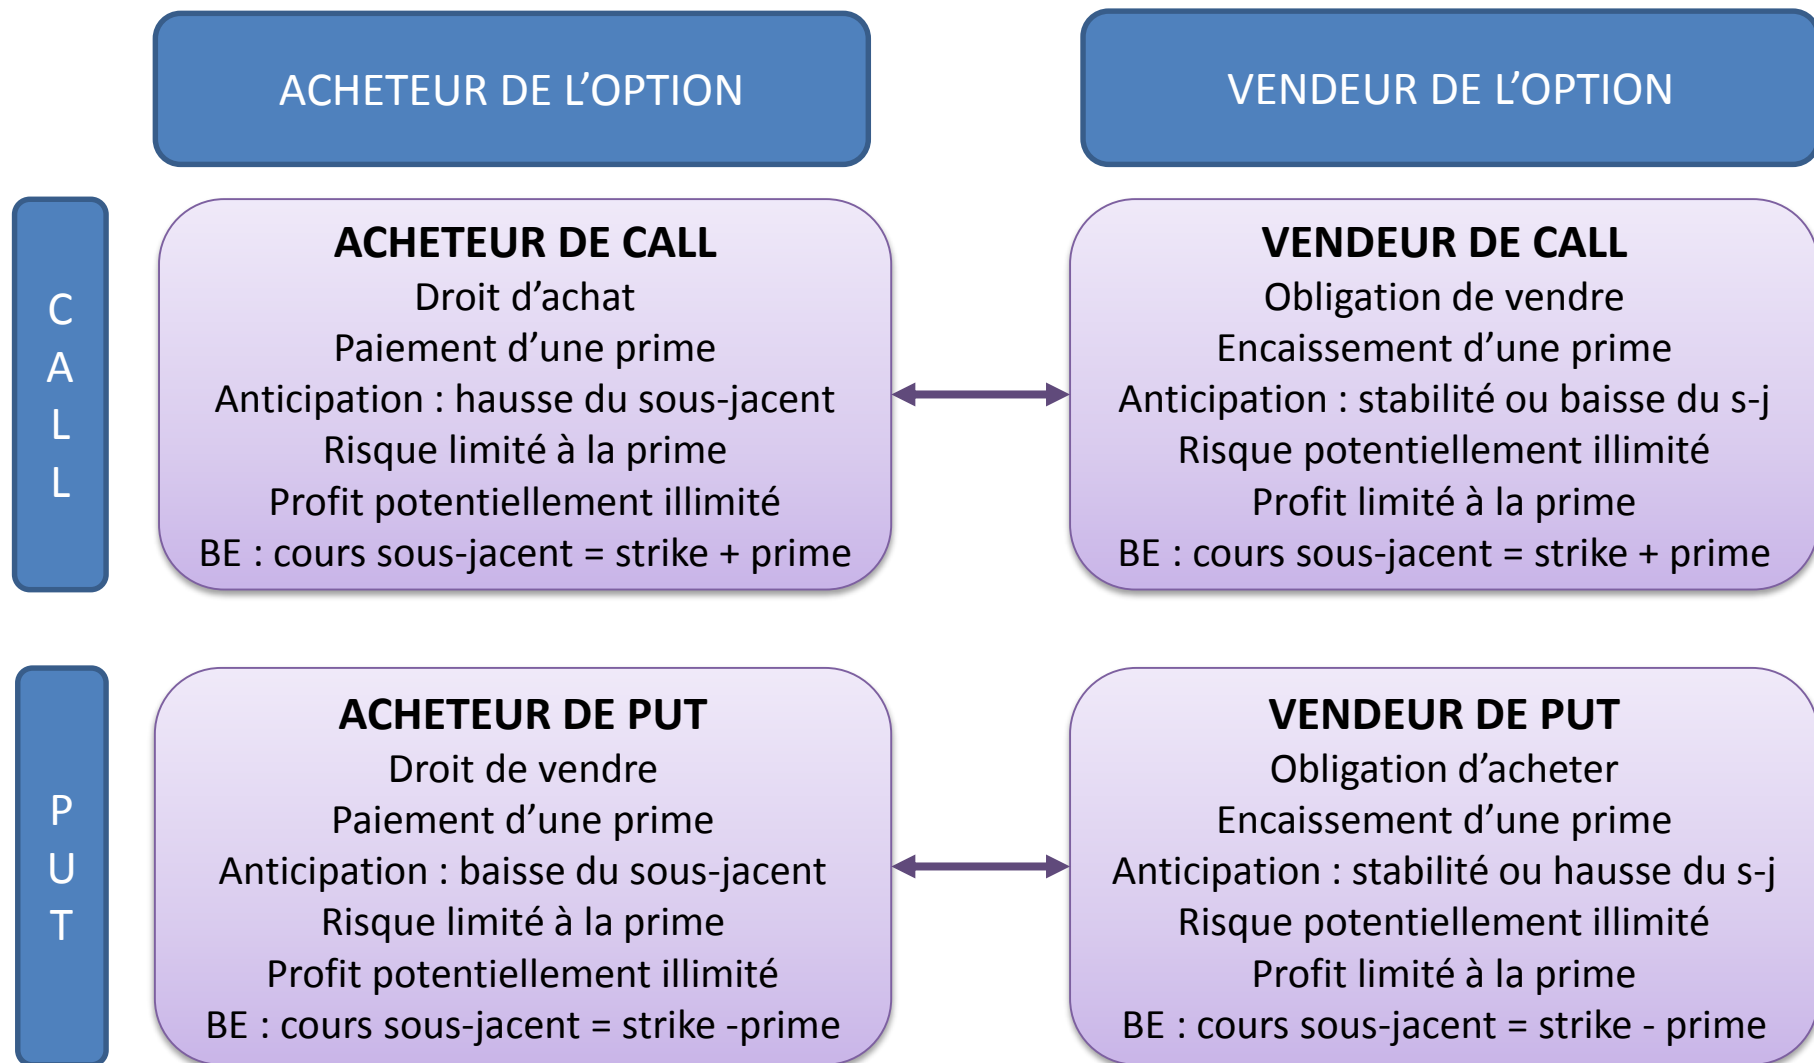 ACHETEUR DE L’OPTION
VENDEUR DE L’OPTION
C
A
L
L
ACHETEUR DE CALL
Droit d’achat
Paiement d’une prime
Anticipation : hausse du sous-jacent
Risque limité à la prime
Profit potentiellement illimité
BE : cours sous-jacent = strike + prime
VENDEUR DE CALL
Obligation de vendre
Encaissement d’une prime
Anticipation : stabilité ou baisse du s-j
Risque potentiellement illimité
Profit limité à la prime
BE : cours sous-jacent = strike + prime
P
U
T
ACHETEUR DE PUT
Droit de vendre
Paiement d’une prime
Anticipation : baisse du sous-jacent
Risque limité à la prime
Profit potentiellement illimité
BE : cours sous-jacent = strike -prime
VENDEUR DE PUT
Obligation d’acheter
Encaissement d’une prime
Anticipation : stabilité ou hausse du s-j
Risque potentiellement illimité
Profit limité à la prime
BE : cours sous-jacent = strike - prime